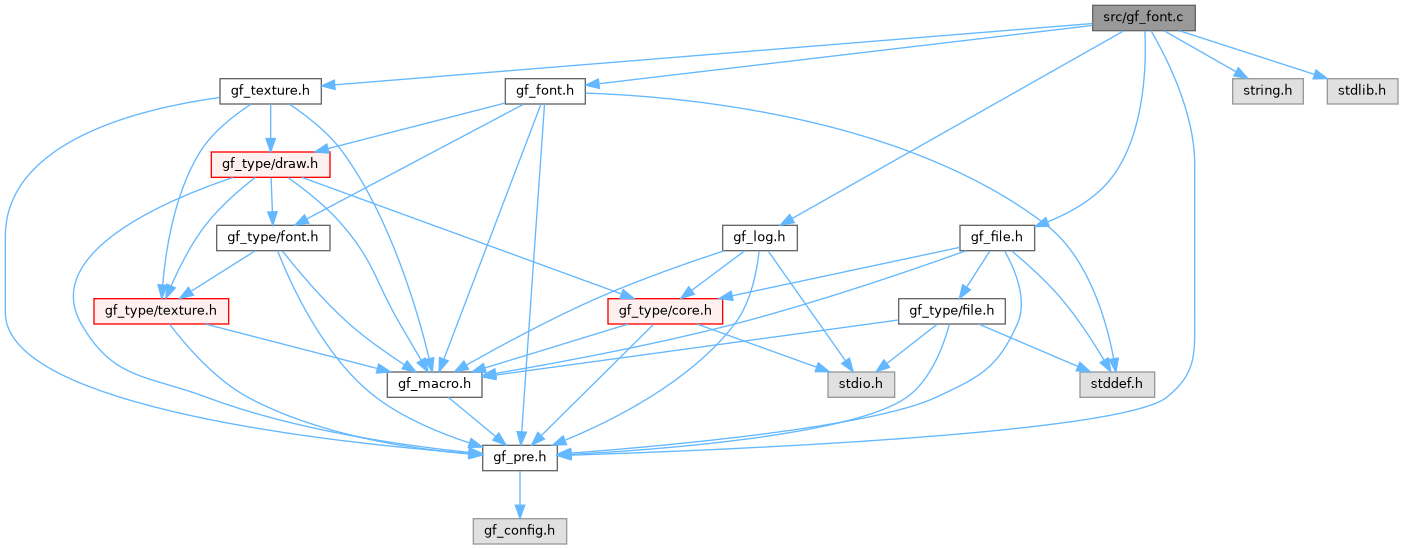 src/gf_font.c
gf_texture.h
gf_font.h
string.h
stdlib.h
gf_type/draw.h
gf_type/font.h
gf_log.h
gf_file.h
gf_type/texture.h
gf_type/core.h
gf_type/file.h
gf_macro.h
stdio.h
stddef.h
gf_pre.h
gf_config.h